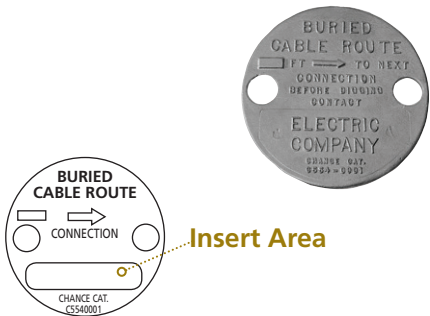 BURIED
CABLE ROUTE
FT TO NEXT
CONNECTION
BEFORE DIGGING
CONTACT
ELECTRIC
COMPANY
CHANCE CAT.
BURIED
CABLE ROUTE
CONNECTION
Insert Area
CHANCE CAT.
C5540001